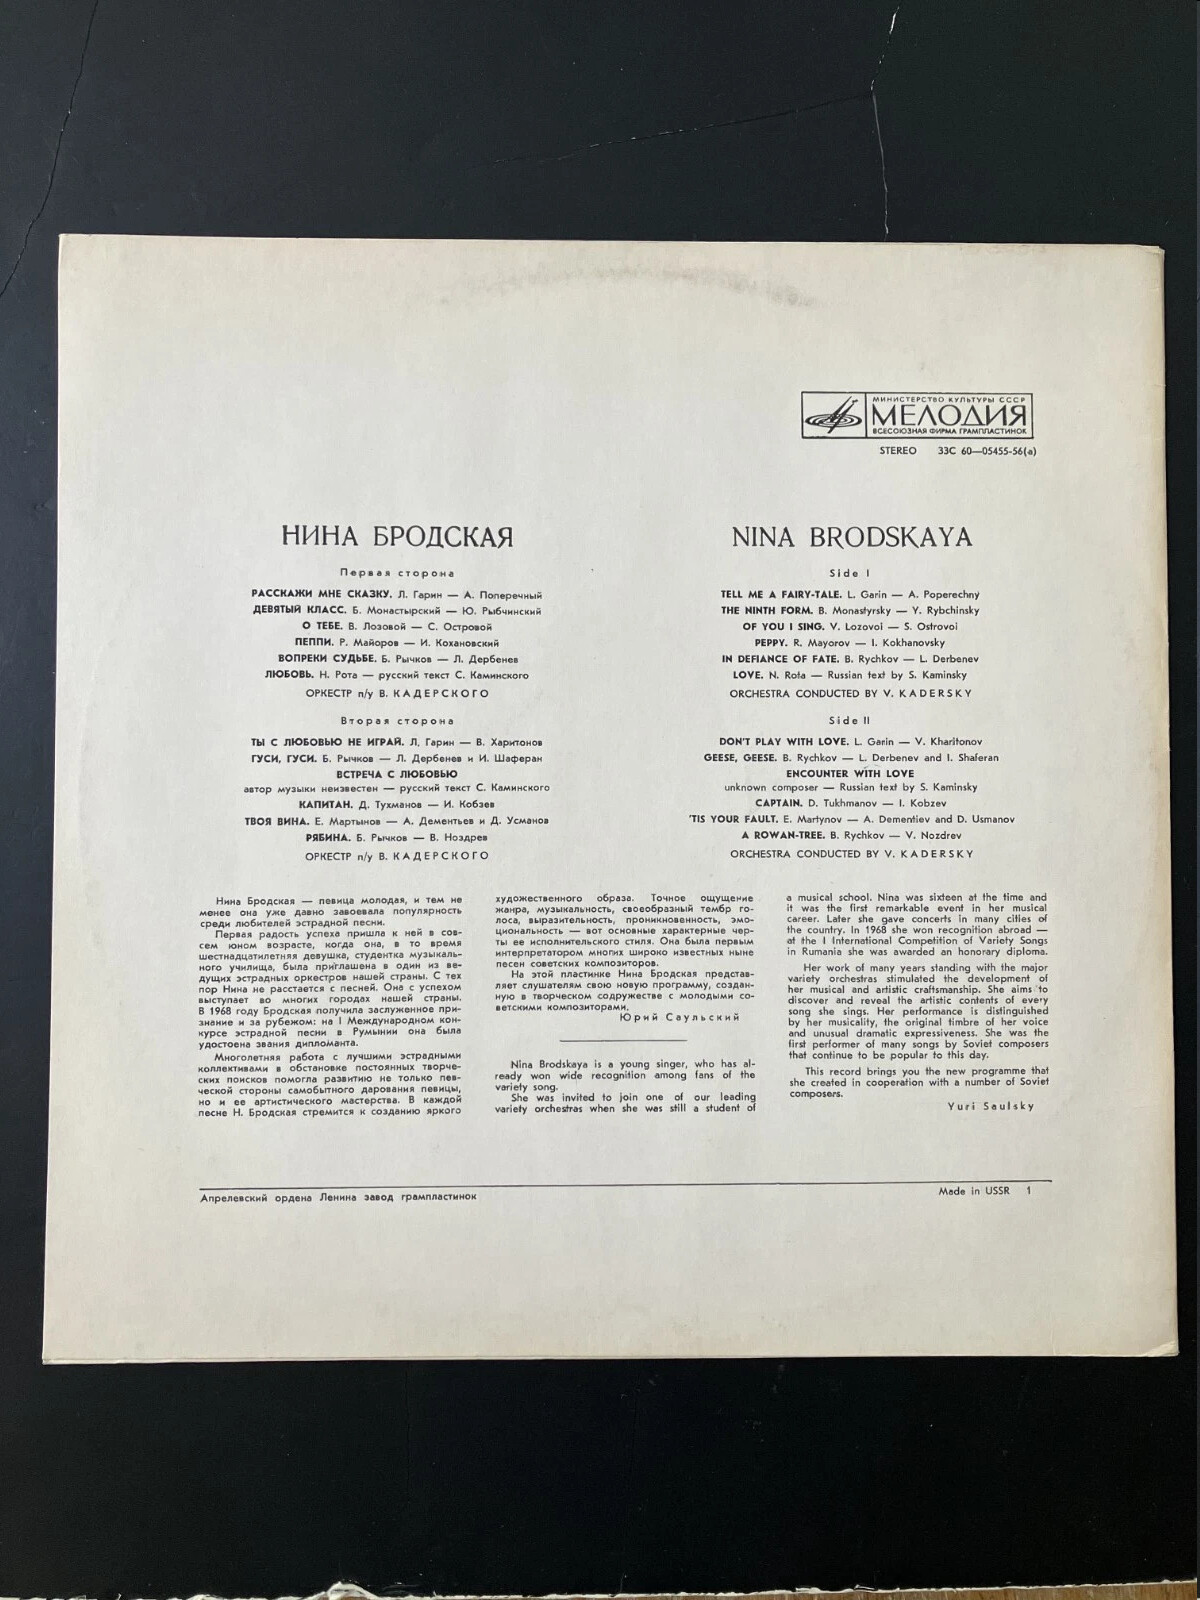 МИНИСТЕРСТВО КУЛЬТУРЫ СССР
МЕЛОДИЯ
ВСЕСОЮЗНАЯ ФИРМА ГРАМПЛАСТИНОК
STEREO 33С 60—05455-56(а)
НИНА БРОДСКАЯ
Первая сторона
РАССКАЖИ МНЕ СКАЗКУ. Л. Гарин — А. Поперечный
ДЕВЯТЫЙ КЛАСС. Б. Монастырский — Ю. Рыбчинский
О ТЕБЕ. В. Лозовой — С. Островой
ПЕППИ. Р. Майоров — И. Кохановский
ВОПРЕКИ СУДЬБЕ. Б. Рычков — Л. Дербенев
ЛЮБОВЬ. Н. Рота — русский текст С. Каминского
ОРКЕСТР п/у В. КАДЕРСКОГО
Вторая сторона
ТЫ С ЛЮБОВЬЮ НЕ ИГРАЙ. Л. Гарин — В. Харитонов
ГУСИ, ГУСИ. Б. Рычков — Л. Дербенев и И. Шаферан
ВСТРЕЧА С ЛЮБОВЬЮ
автор музыки неизвестен — русский текст С. Каминского
КАПИТАН. Д. Тухманов — И. Кобзев
ТВОЯ ВИНА. Е. Мартынов — А. Дементьев и Д. Усманов
РЯБИНА. Б. Рычков — В. Ноздрев
ОРКЕСТР п/у В. КАДЕРСКОГО
NINA BRODSKAYA
Side I
TELL ME A FAIRY-TALE. L. Garin — A. Poperechny
THE NINTH FORM. B. Monastyrsky — Y. Rybchinsky
OF YOU I SING. V. Lozovoi — S. Ostrovoi
PEPPY. R. Mayorov — I. Kokhanovsky
IN DEFIANCE OF FATE. B. Rychkov — L. Derbenev
LOVE. N. Rota — Russian text by S. Kaminsky
ORCHESTRA CONDUCTED BY V. KADERSKY
Side II
DON'T PLAY WITH LOVE. L. Garin — V. Kharitonov
GEESE, GEESE. B. Rychkov — L. Derbenev and I. Shaferan
ENCOUNTER WITH LOVE
unknown composer — Russian text by S. Kaminsky
CAPTAIN. D. Tukhmanov — I. Kobzev
'TIS YOUR FAULT. E. Martynov — A. Dementiev and D. Usmanov
A ROWAN-TREE. B. Rychkov — V. Nozdrev
ORCHESTRA CONDUCTED BY V. KADERSKY
Нина Бродская — певица молодая, и тем не
менее она уже давно завоевала популярность
среди любителей эстрадной песни.
Первая радость успеха пришла к ней в сов-
сем юном возрасте, когда она, в то время
шестнадцатилетняя девушка, студентка музыкаль-
ного училища, была приглашена в один из ве-
дущих эстрадных оркестров нашей страны. С тех
пор Нина не расстается с песней. Она с успехом
выступает во многих городах нашей страны.
В 1968 году Бродская получила заслуженное при-
знание и за рубежом: на I Международном кон-
курсе эстрадной песни в Румынии она была
удостоена звания дипломанта.
Многолетняя работа с лучшими эстрадными
коллективами в обстановке постоянных творче-
ских поисков помогла развитию не только пев-
ческой стороны самобытного дарования певицы,
но и ее артистического мастерства. В каждой
песне Н. Бродская стремится к созданию яркого
художественного образа. Точное ощущение
жанра, музыкальность, своеобразный тембр го-
лоса, выразительность, проникновенность, эмо-
циональность — вот основные характерные чер-
ты ее исполнительского стиля. Она была первым
интерпретатором многих широко известных ныне
песен советских композиторов.
На этой пластинке Нина Бродская представ-
ляет слушателям свою новую программу, создан-
ную в творческом содружестве с молодыми со-
ветскими композиторами.
Юрий Саульский
Nina Brodskaya is a young singer, who has al-
ready won wide recognition among fans of the
variety song.
She was invited to join one of our leading
variety orchestras when she was still a student of
a musical school. Nina was sixteen at the time and
it was the first remarkable event in her musical
career. Later she gave concerts in many cities of
the country. In 1968 she won recognition abroad —
at the I International Competition of Variety Songs
in Rumania she was awarded an honorary diploma.
Her work of many years standing with the major
variety orchestras stimulated the development of
her musical and artistic craftsmanship. She aims to
discover and reveal the artistic contents of every
song she sings. Her performance is distinguished
by her musicality, the original timbre of her voice
and unusual dramatic expressiveness. She was the
first performer of many songs by Soviet composers
that continue to be popular to this day.
This record brings you the new programme that
she created in cooperation with a number of Soviet
composers.
Yuri Saulsky
Апрелевский ордена Ленина завод грампластинок
Made in USSR 1